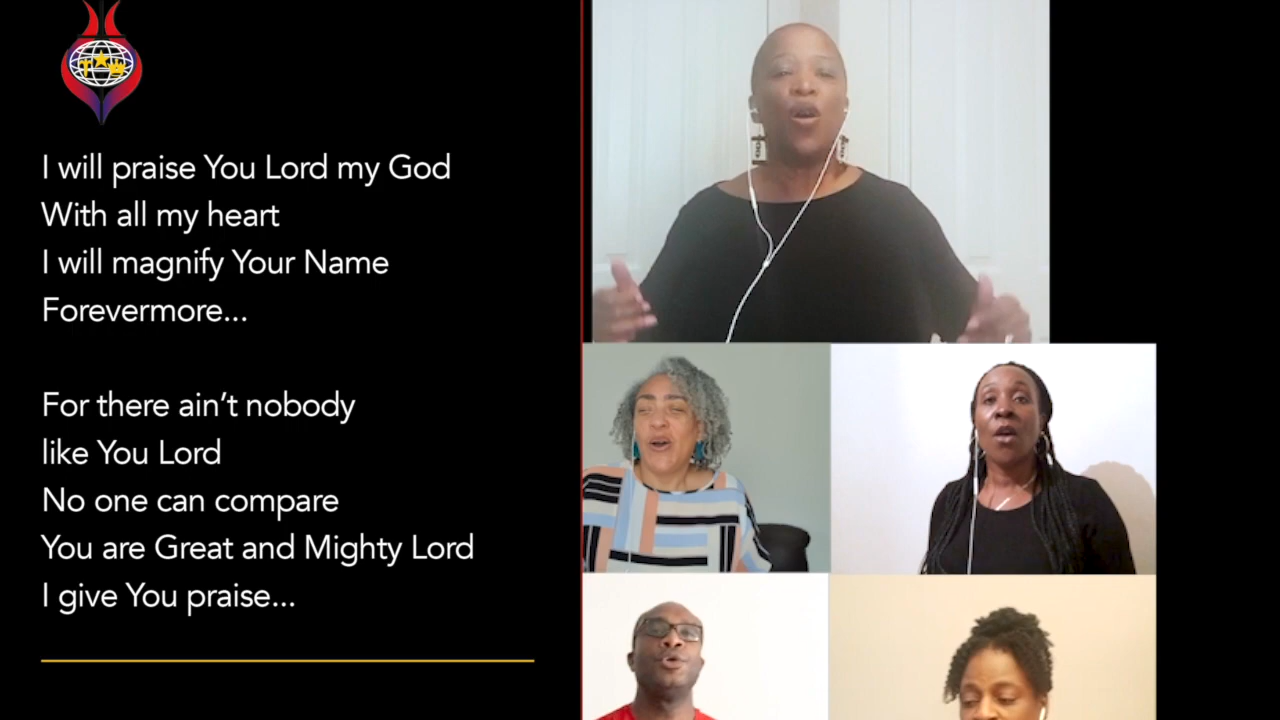 I will praise You Lord my God
With all my heart
I will magnify Your Name
Forevermore...
For there ain't nobody
like You Lord
No one can compare
You are Great and Mighty Lord
I give You praise...